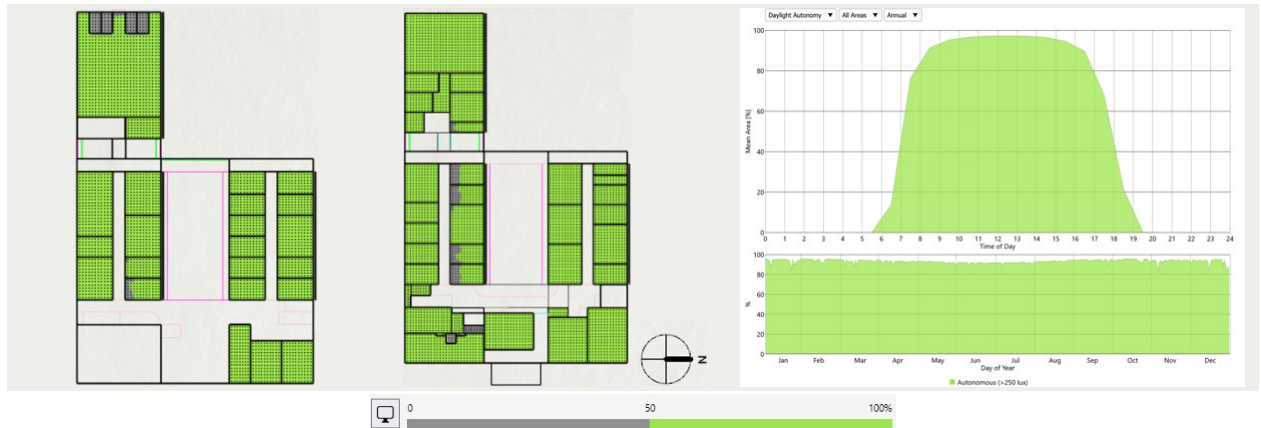 Daylight Autonomy ▼ All Areas ▼ Annual ▼
100
80
60
40
20
0
Mean Area [%]
0 1 2 3 4 5 6 7 8 9 10 11 12 13 14 15 16 17 18 19 20 21 22 23 24
Time of Day
100
80
60
40
20
0
%
Jan Feb Mar Apr May Jun Jul Aug Sep Oct Nov Dec
Day of Year
Autonomous (>250 lux)
N
0 50 100%